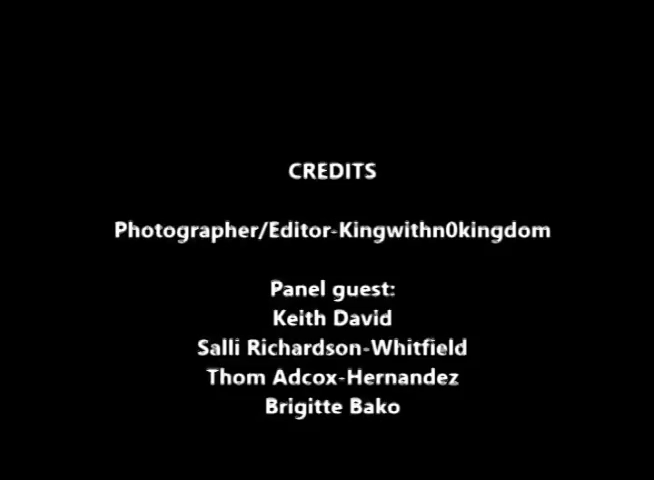 CREDITS
Photographer/Editor-Kingwithn0kingdom
Panel guest:
Keith David
Salli Richardson-Whitfield
Thom Adcox-Hernandez
Brigitte Bako